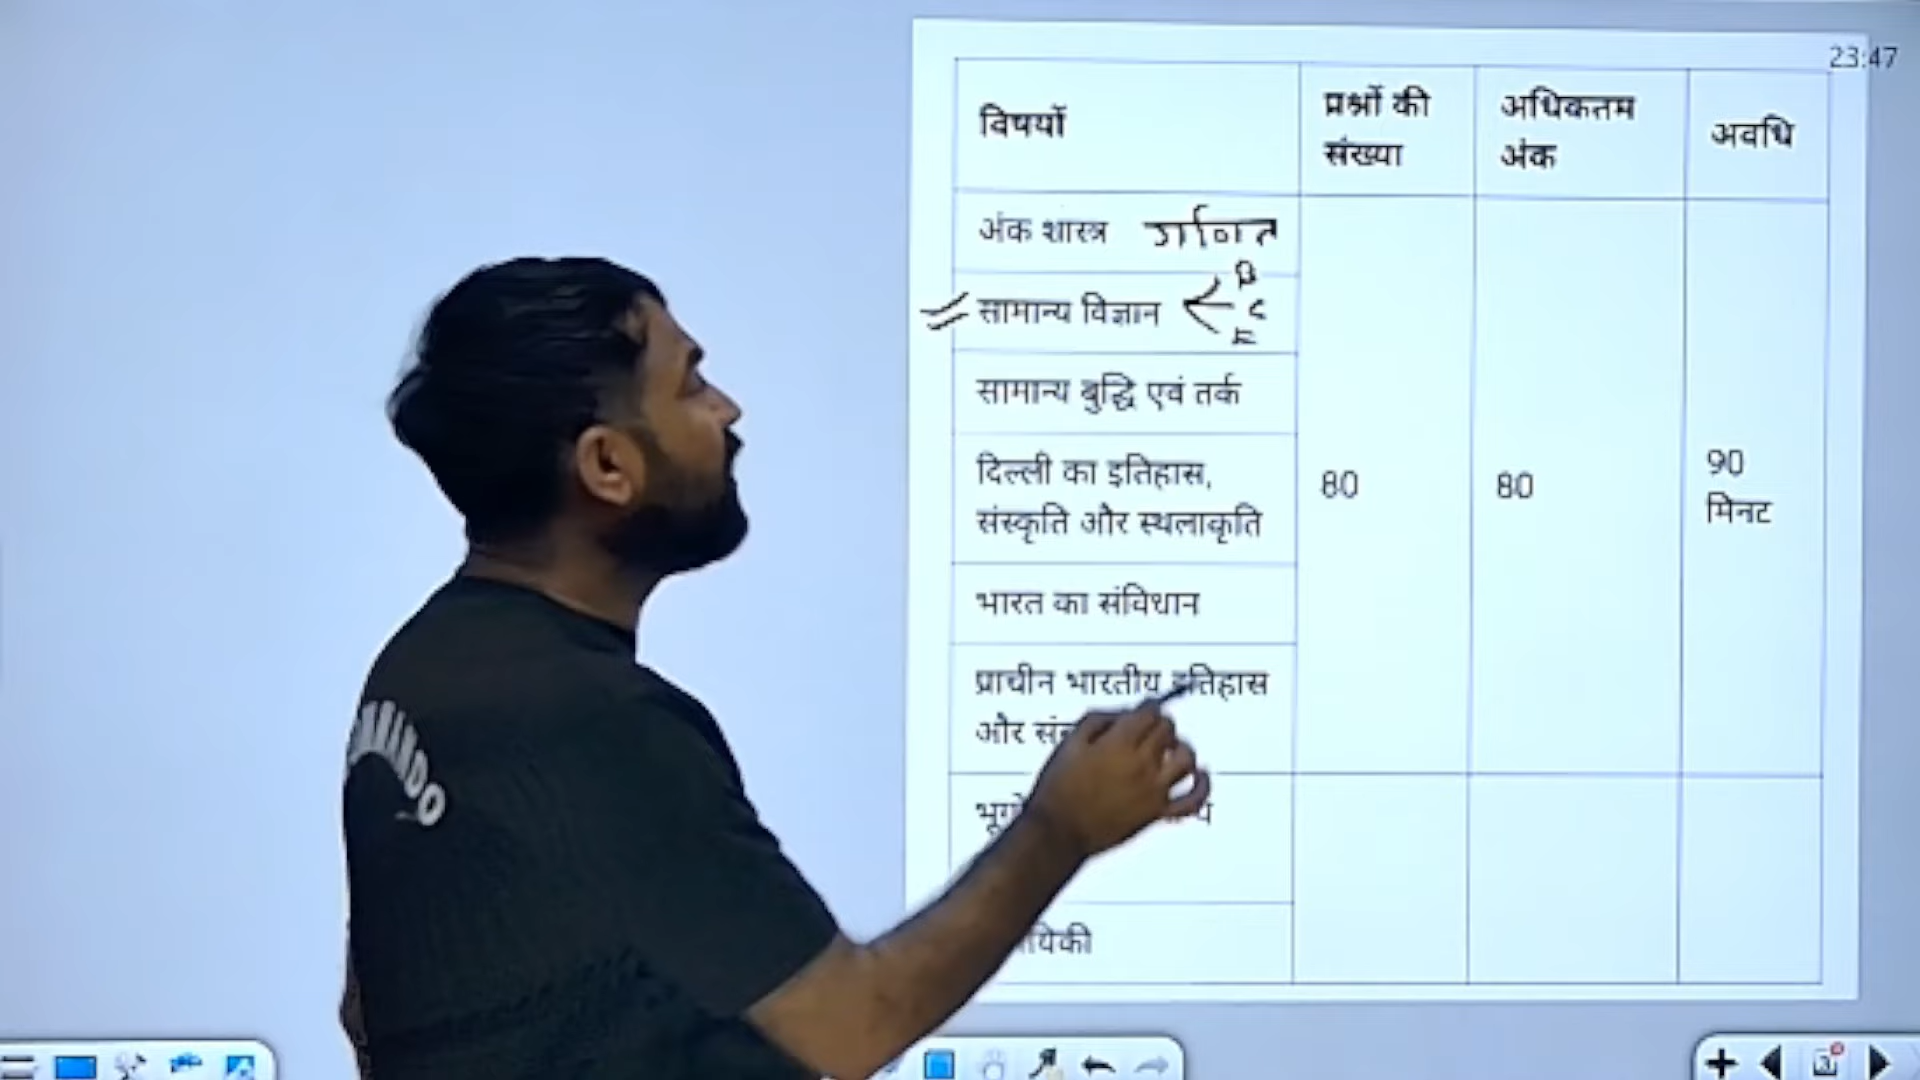 23:47
विषयों
प्रश्नों की
संख्या
अधिकतम
अंक
अवधि
अंक शास्त्र गणित
सामान्य विज्ञान
B
C
सामान्य बुद्धि एवं तर्क
दिल्ली का इतिहास,
संस्कृति और स्थलाकृति
80
80
90
मिनट
भारत का संविधान
प्राचीन भारतीय इतिहास
और